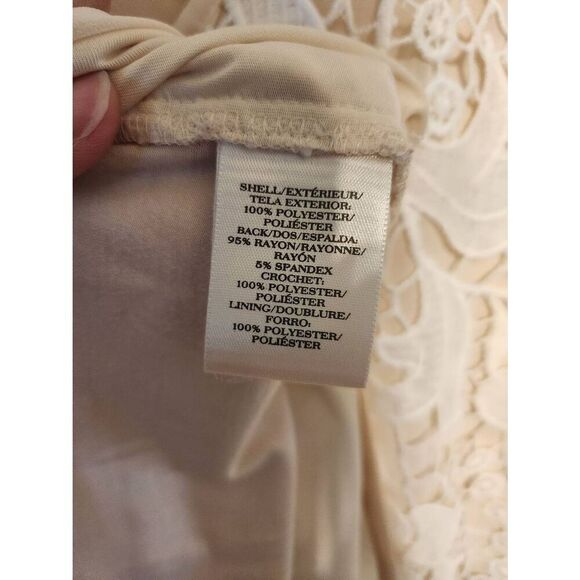 SHELL/EXTÉRIEUR/
TELA EXTERIOR:
100% POLYESTER/
POLIÉSTER
BACK/DOS/ESPALDA:
95% RAYON/RAYONNE/
RAYÓN
5% SPANDEX
CROCHET:
100% POLYESTER/
POLIÉSTER
LINING/DOUBLURE/
FORRO:
100% POLYESTER/
POLIÉSTER